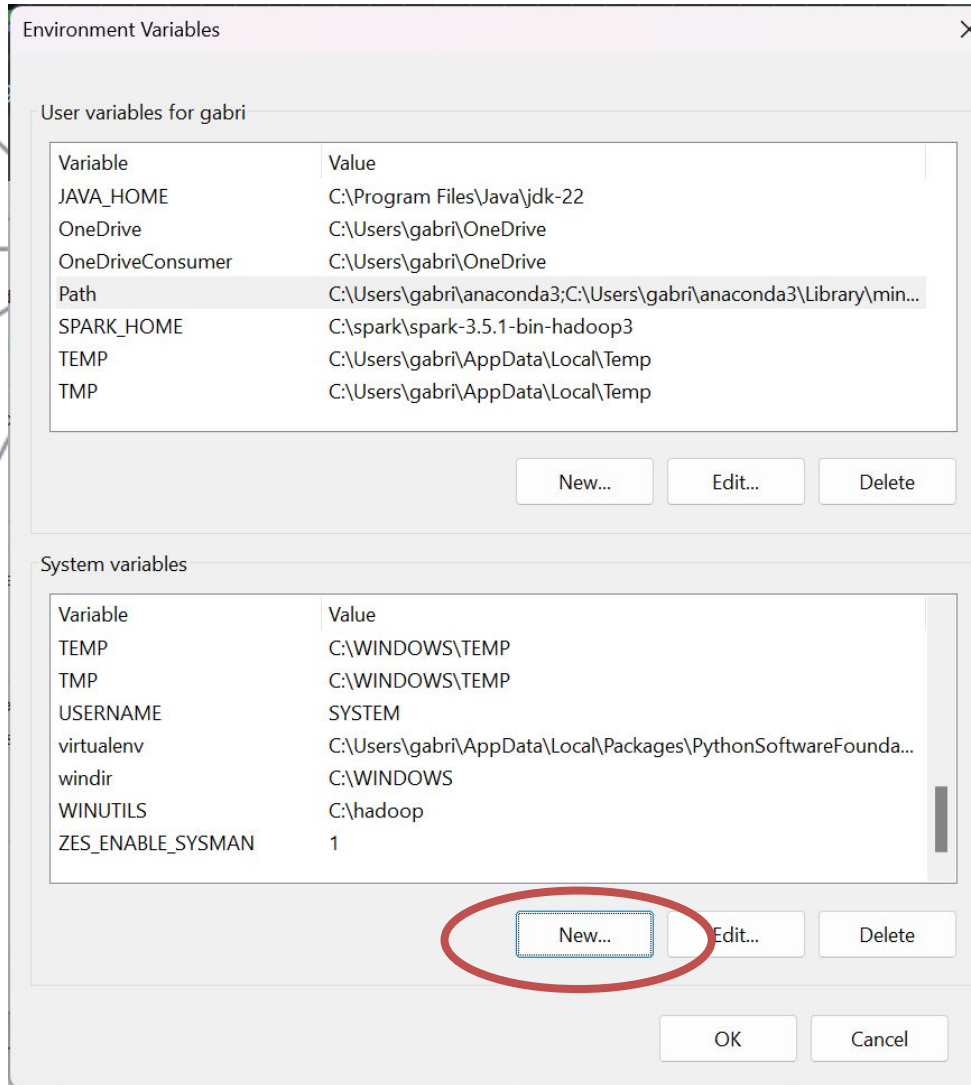 Environment Variables
User variables for gabri
Variable Value
JAVA_HOME C:\Program Files\Java\jdk-22
OneDrive C:\Users\gabri\OneDrive
OneDriveConsumer C:\Users\gabri\OneDrive
Path C:\Users\gabri\anaconda3;C:\Users\gabri\anaconda3\Library\min...
SPARK_HOME C:\spark\spark-3.5.1-bin-hadoop3
TEMP C:\Users\gabri\AppData\Local\Temp
TMP C:\Users\gabri\AppData\Local\Temp
New... Edit... Delete
System variables
Variable Value
TEMP C:\WINDOWS\TEMP
TMP C:\WINDOWS\TEMP
USERNAME SYSTEM
virtualenv C:\Users\gabri\AppData\Local\Packages\PythonSoftwareFounda...
windir C:\WINDOWS
WINUTILS C:\hadoop
ZES_ENABLE_SYSMAN 1
New... Edit... Delete
OK Cancel